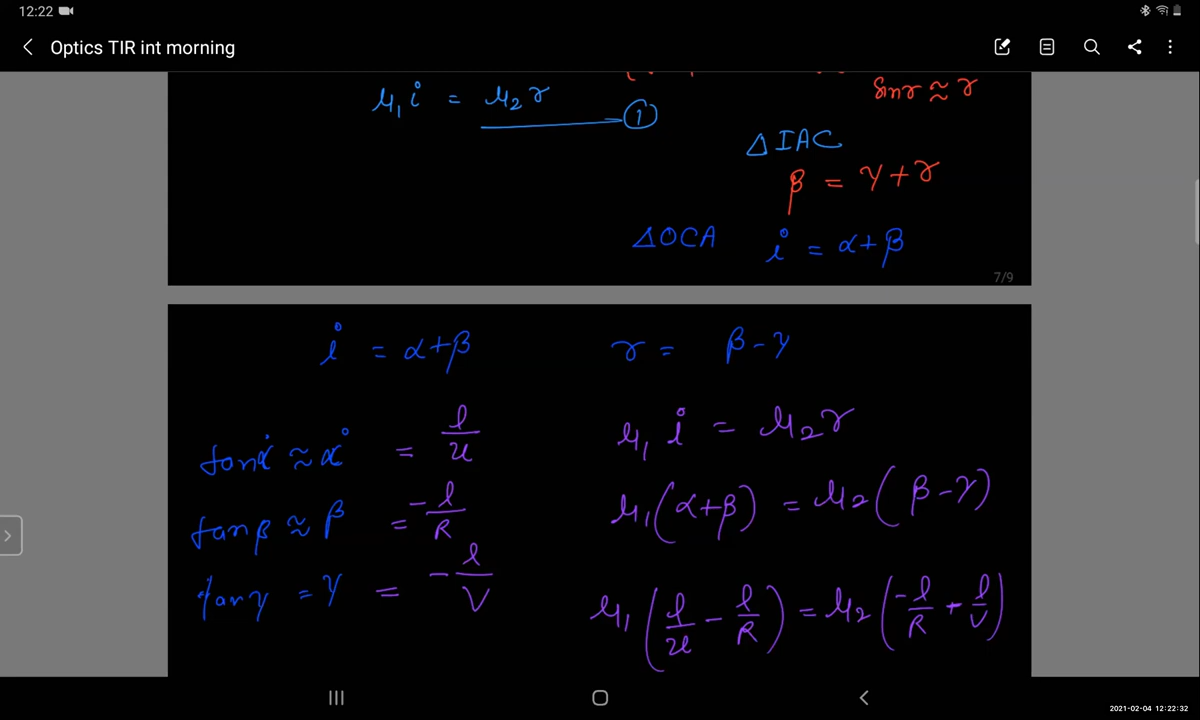 12:22
Optics TIR int morning
μ₁ i = μ₂ r → ①
sin r ≈ r
Δ IAC
β = γ + r
Δ OCA i = α + β
7/9
i = α + β r = β - γ
tan α ≈ α = l/u
μ₁ i = μ₂ r
tan β ≈ β = -l/R
μ₁ (α + β) = μ₂ (β - γ)
tan γ = γ = -l/V
μ₁ (l/u - l/R) = μ₂ (-l/R + l/V)
2021-02-04 12:22:32